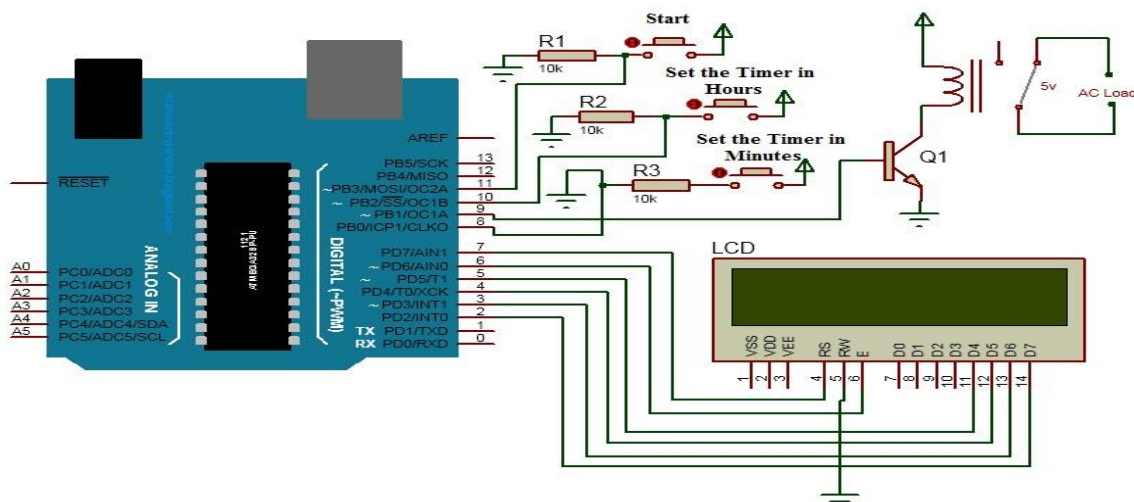 Start
R1
10k
Set the Timer in
Hours
R2
10k
Set the Timer in
Minutes
R3
10k
5v
AC Load
Q1
AREF
PB5/SCK 13
PB4/MISO 12
~PB3/MOSI/OC2A 11
~ PB2/SS/OC1B 10
~ PB1/OC1A 9
PB0/ICP1/CLKO 8
PD7/AIN1 7
~ PD6/AIN0 6
~ PD5/T1 5
PD4/T0/XCK 4
~ PD3/INT1 3
PD2/INT0 2
TX PD1/TXD 1
RX PD0/RXD 0
DIGITAL (~PWM)
RESET
ANALOG IN
A0 PC0/ADC0
A1 PC1/ADC1
A2 PC2/ADC2
A3 PC3/ADC3
A4 PC4/ADC4/SDA
A5 PC5/ADC5/SCL
1121
ATMEGA328P-PU
LCD
VSS VDD VEE RS RW E D0 D1 D2 D3 D4 D5 D6 D7
1 2 3 4 5 6 7 8 9 10 11 12 13 14